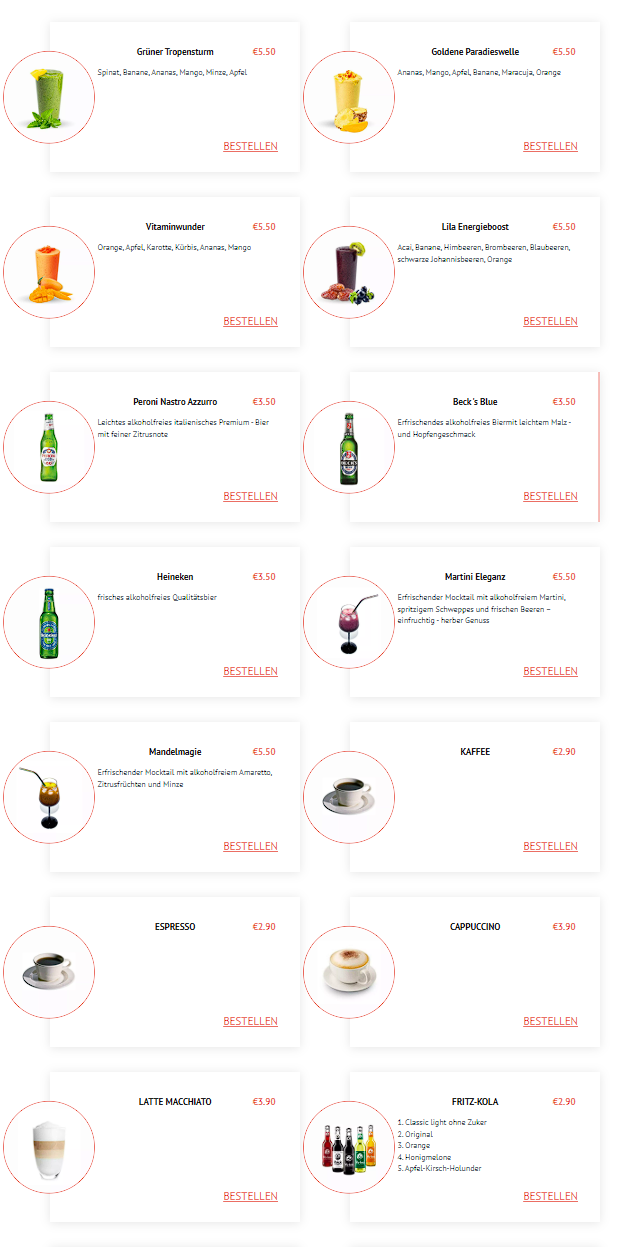 Grüner Tropensturm €5.50
Spinat, Banane, Ananas, Mango, Minze, Apfel
BESTELLEN
Goldene Paradieswelle €5.50
Ananas, Mango, Apfel, Banane, Maracuja, Orange
BESTELLEN
Vitaminwunder €5.50
Orange, Apfel, Karotte, Kürbis, Ananas, Mango
BESTELLEN
Lila Energieboost €5.50
Acai, Banane, Himbeeren, Brombeeren, Blaubeeren,
schwarze Johannisbeeren, Orange
BESTELLEN
Peroni Nastro Azzurro €3.50
Leichtes alkoholfreies italienisches Premium - Bier
mit feiner Zitrusnote
BESTELLEN
Beck's Blue €3.50
Erfrischendes alkoholfreies Biermit leichtem Malz -
und Hopfengeschmack
BESTELLEN
Heineken €3.50
frisches alkoholfreies Qualitätsbier
BESTELLEN
Martini Eleganz €5.50
Erfrischender Mocktail mit alkoholfreiem Martini,
spritzigem Schweppes und frischen Beeren –
einfruchtig - herber Genuss
BESTELLEN
Mandelmagie €5.50
Erfrischender Mocktail mit alkoholfreiem Amaretto,
Zitrusfrüchten und Minze
BESTELLEN
KAFFEE €2.90
BESTELLEN
ESPRESSO €2.90
BESTELLEN
CAPPUCCINO €3.90
BESTELLEN
LATTE MACCHIATO €3.90
BESTELLEN
FRITZ-KOLA €2.90
1. Classic light ohne Zuker
2. Original
3. Orange
4. Honigmelone
5. Apfel-Kirsch-Holunder
BESTELLEN